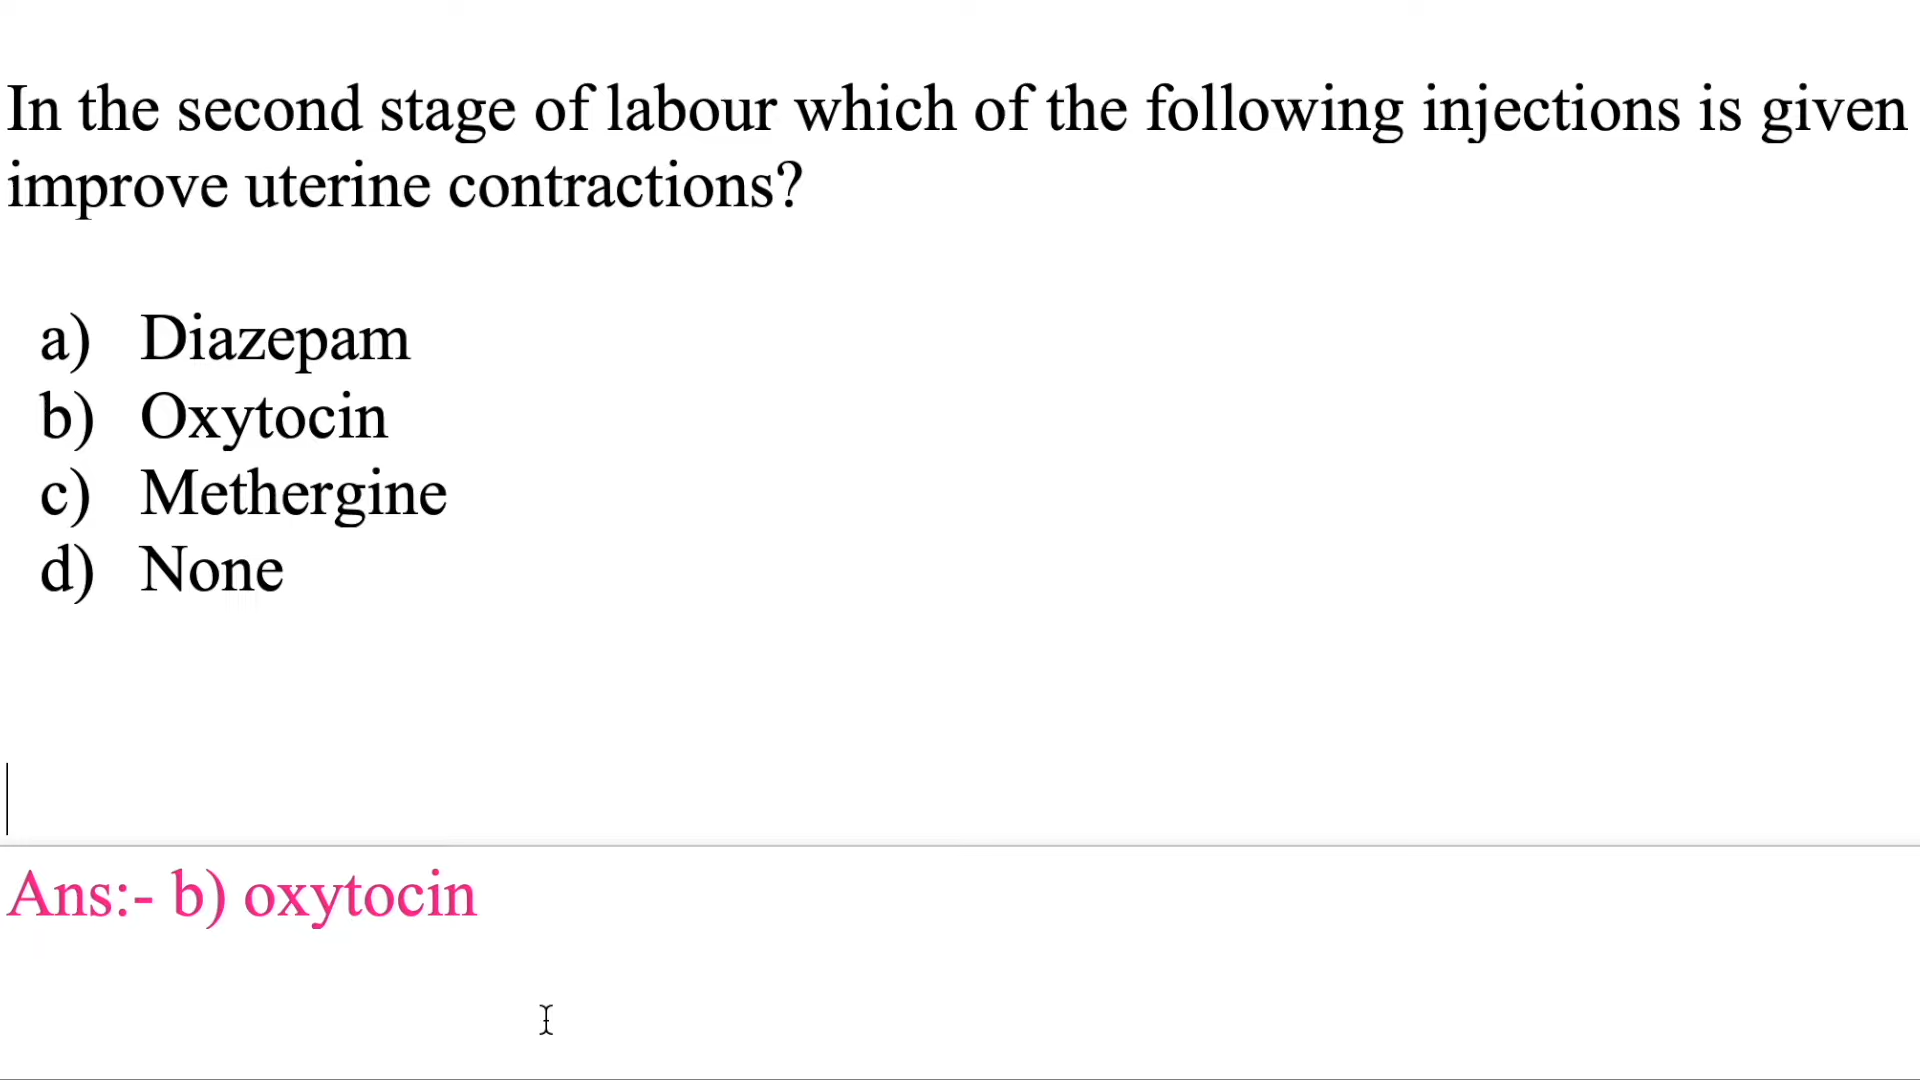 In the second stage of labour which of the following injections is given
improve uterine contractions?
a) Diazepam
b) Oxytocin
c) Methergine
d) None
Ans:- b) oxytocin